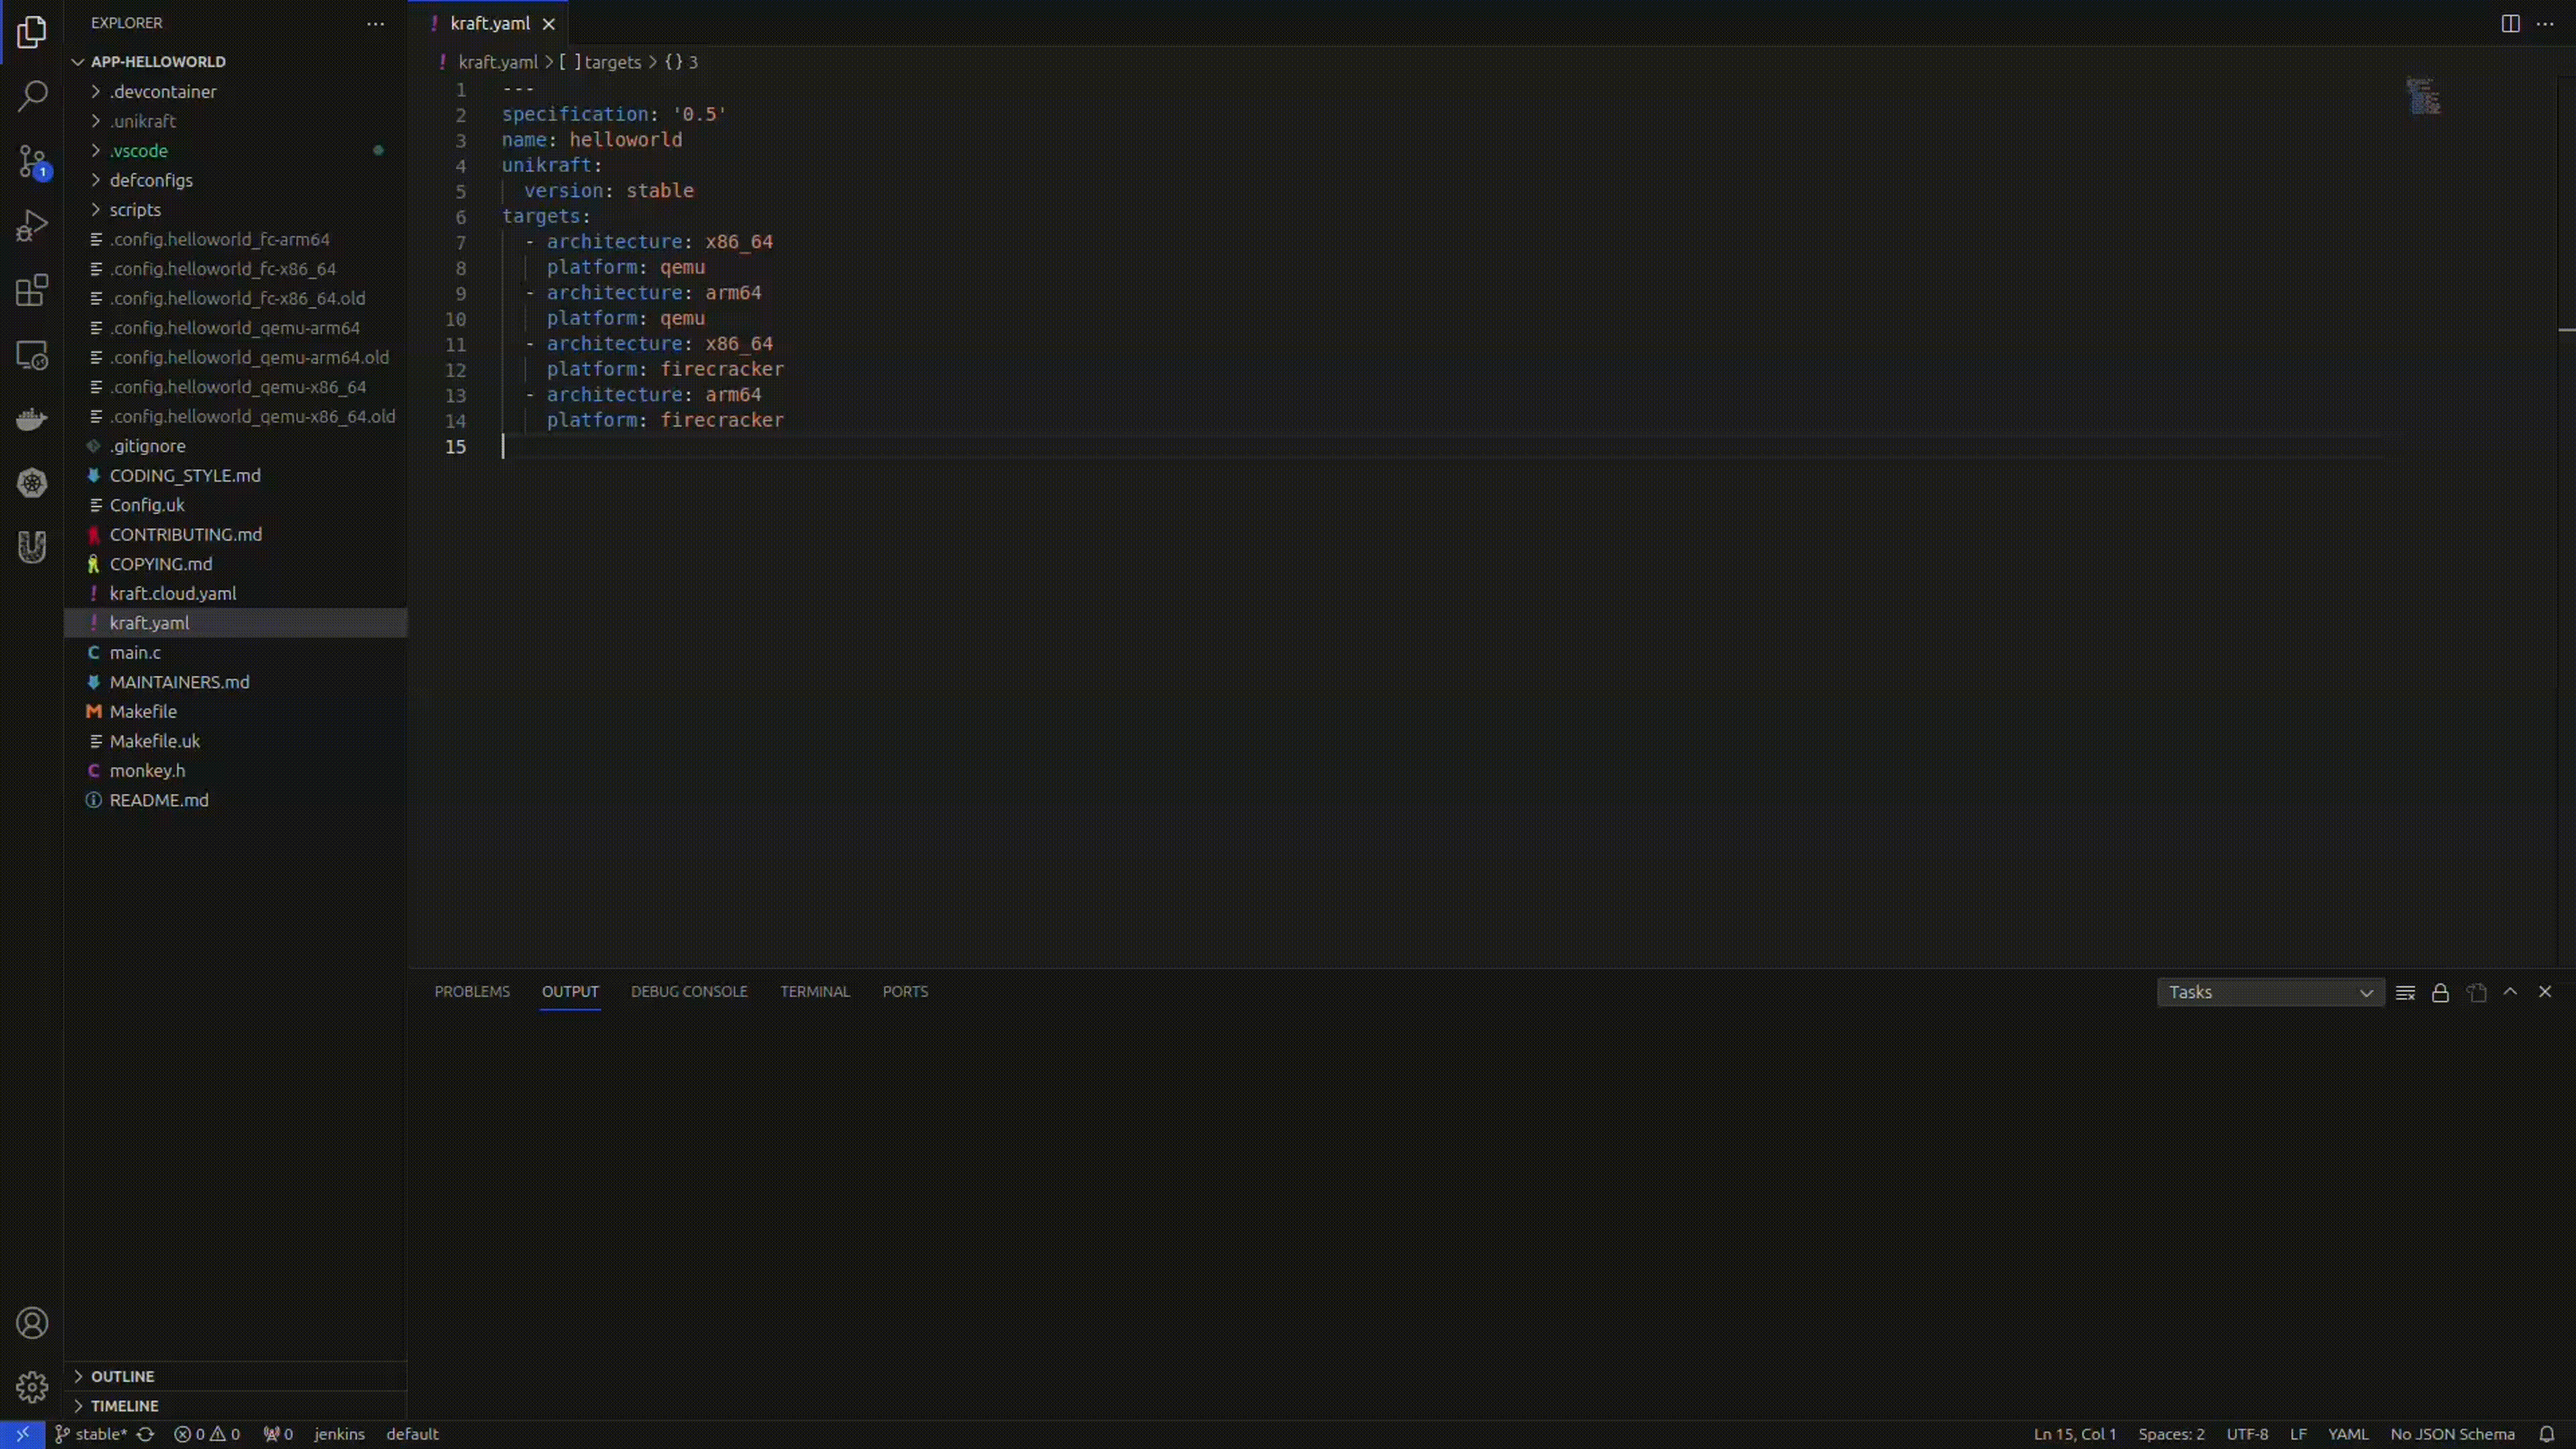 EXPLORER
APP-HELLOWORLD
.devcontainer
.unikraft
.vscode
defconfigs
scripts
.config.helloworld_fc-arm64
.config.helloworld_fc-x86_64
.config.helloworld_fc-x86_64.old
.config.helloworld_qemu-arm64
.config.helloworld_qemu-arm64.old
.config.helloworld_qemu-x86_64
.config.helloworld_qemu-x86_64.old
.gitignore
CODING_STYLE.md
Config.uk
CONTRIBUTING.md
COPYING.md
! kraft.cloud.yaml
! kraft.yaml
C main.c
MAINTAINERS.md
M Makefile
Makefile.uk
C monkey.h
README.md
OUTLINE
TIMELINE
1
! kraft.yaml
! kraft.yaml > [ ] targets > {} 3
1 ---
2 specification: '0.5'
3 name: helloworld
4 unikraft:
5 version: stable
6 targets:
7 - architecture: x86_64
8 platform: qemu
9 - architecture: arm64
10 platform: qemu
11 - architecture: x86_64
12 platform: firecracker
13 - architecture: arm64
14 platform: firecracker
15
PROBLEMS OUTPUT DEBUG CONSOLE TERMINAL PORTS Tasks
stable* 0 0 0 jenkins default Ln 15, Col 1 Spaces: 2 UTF-8 LF YAML No JSON Schema